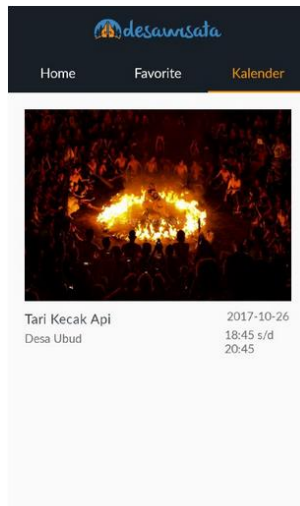 desawisata
Home Favorite Kalender
Tari Kecak Api 2017-10-26
Desa Ubud 18:45 s/d
20:45